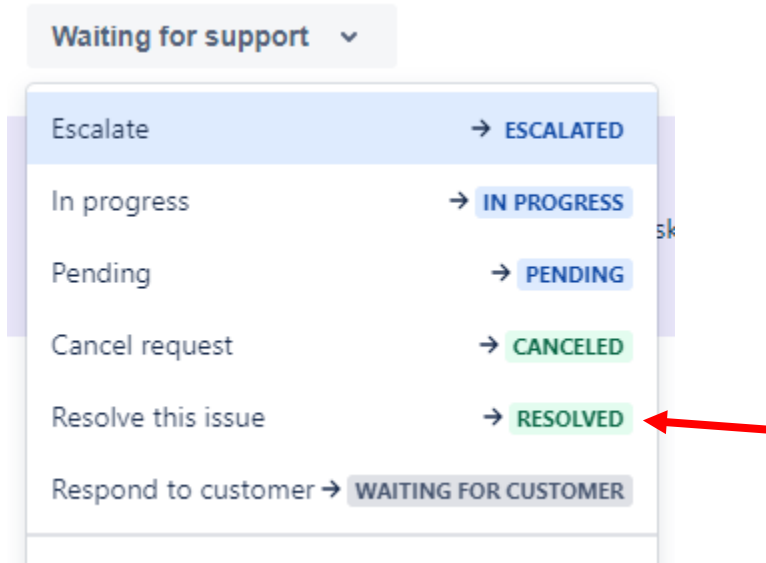 Waiting for support
Escalate → ESCALATED
In progress → IN PROGRESS
sk
Pending → PENDING
Cancel request → CANCELED
Resolve this issue → RESOLVED
Respond to customer → WAITING FOR CUSTOMER